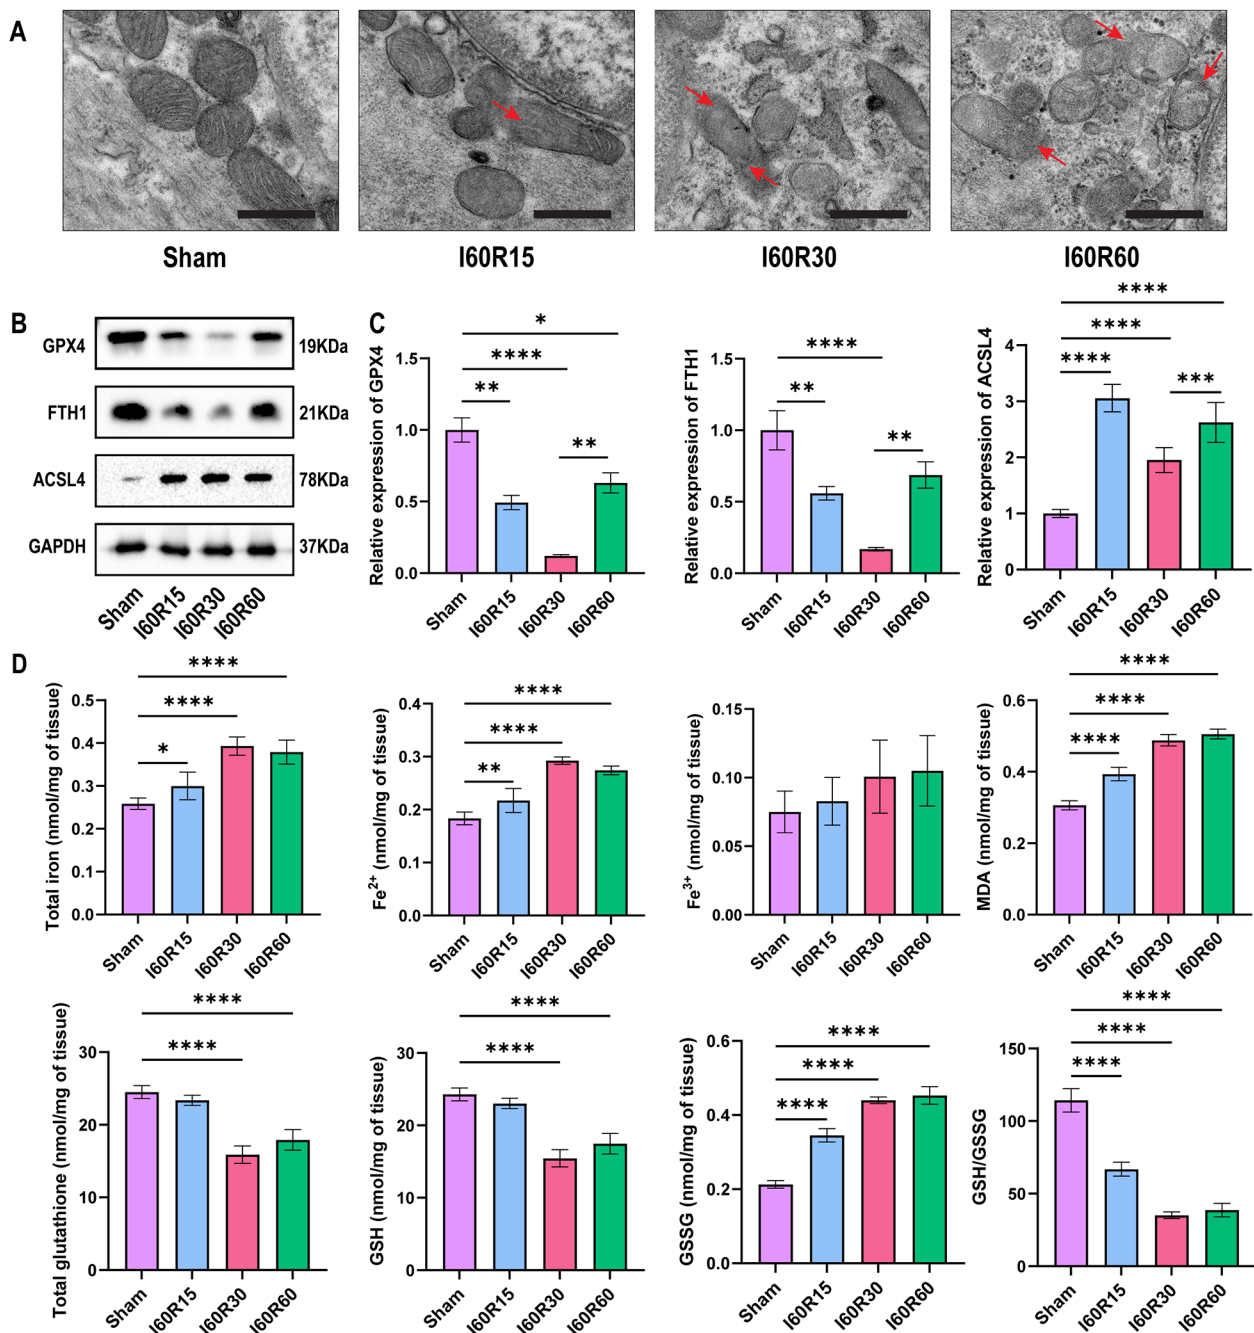 A
Sham
I60R15
I60R30
I60R60
B
GPX4
19KDa
FTH1
21KDa
ACSL4
78KDa
GAPDH
37KDa
Sham
I60R15
I60R30
I60R60
C
Relative expression of GPX4
1.5
1.0
0.5
0.0
*
****
**
**
Sham
I60R15
I60R30
I60R60
Relative expression of FTH1
1.5
1.0
0.5
0.0
****
**
**
Sham
I60R15
I60R30
I60R60
Relative expression of ACSL4
4
3
2
1
0
****
****
****
***
Sham
I60R15
I60R30
I60R60
D
Total iron (nmol/mg of tissue)
0.5
0.4
0.3
0.2
0.1
0.0
****
****
*
Sham
I60R15
I60R30
I60R60
Fe²⁺ (nmol/mg of tissue)
0.4
0.3
0.2
0.1
0.0
****
****
**
Sham
I60R15
I60R30
I60R60
Fe³⁺ (nmol/mg of tissue)
0.15
0.10
0.05
0.00
Sham
I60R15
I60R30
I60R60
MDA (nmol/mg of tissue)
0.6
0.4
0.2
0.0
****
****
****
Sham
I60R15
I60R30
I60R60
Total glutathione (nmol/mg of tissue)
30
20
10
0
****
****
Sham
I60R15
I60R30
I60R60
GSH (nmol/mg of tissue)
30
20
10
0
****
****
Sham
I60R15
I60R30
I60R60
GSSG (nmol/mg of tissue)
0.6
0.4
0.2
0.0
****
****
****
Sham
I60R15
I60R30
I60R60
GSH/GSSG
150
100
50
0
****
****
****
Sham
I60R15
I60R30
I60R60